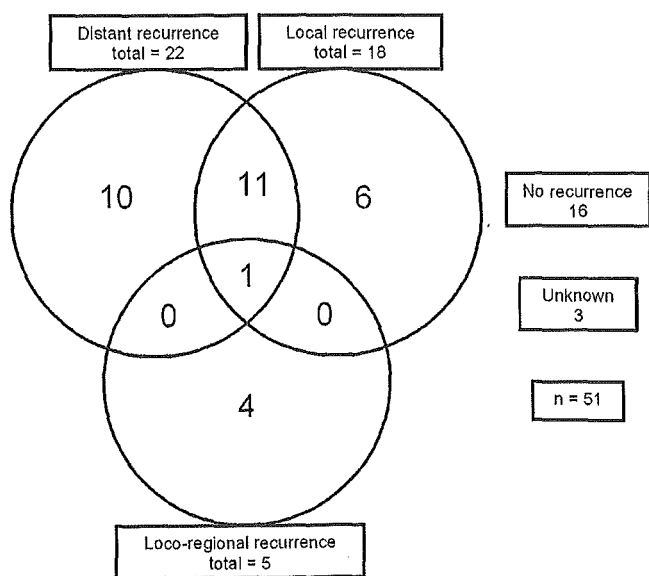 Distant recurrence
total = 22
Local recurrence
total = 18
10
11
6
No recurrence
16
1
0
0
Unknown
3
4
n = 51
Loco-regional recurrence
total = 5